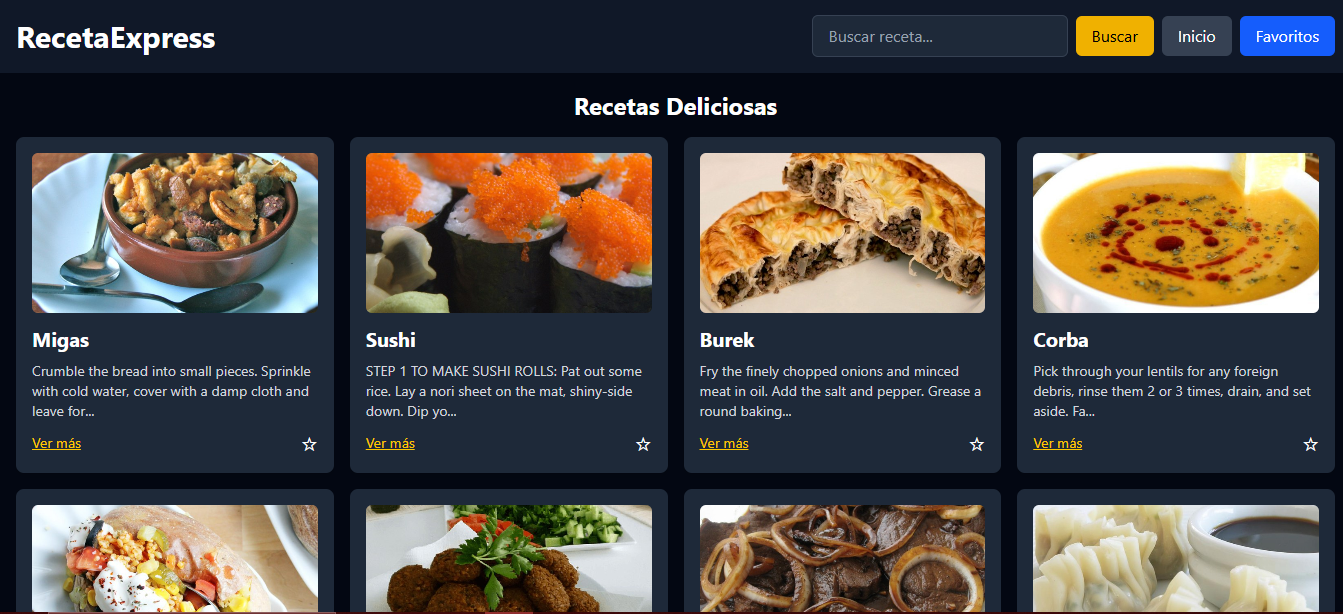 RecetaExpress
Buscar receta...
Buscar
Inicio
Favoritos
Recetas Deliciosas
Migas
Crumble the bread into small pieces. Sprinkle
with cold water, cover with a damp cloth and
leave for...
Ver más
Sushi
STEP 1 TO MAKE SUSHI ROLLS: Pat out some
rice. Lay a nori sheet on the mat, shiny-side
down. Dip yo...
Ver más
Burek
Fry the finely chopped onions and minced
meat in oil. Add the salt and pepper. Grease a
round baking...
Ver más
Corba
Pick through your lentils for any foreign
debris, rinse them 2 or 3 times, drain, and set
aside. Fa...
Ver más